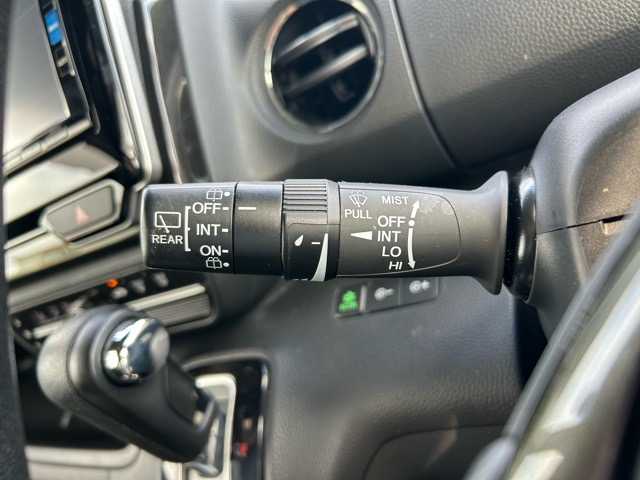 OFF
INT
REAR
ON
PULL
MIST
OFF
INT
LO
HI